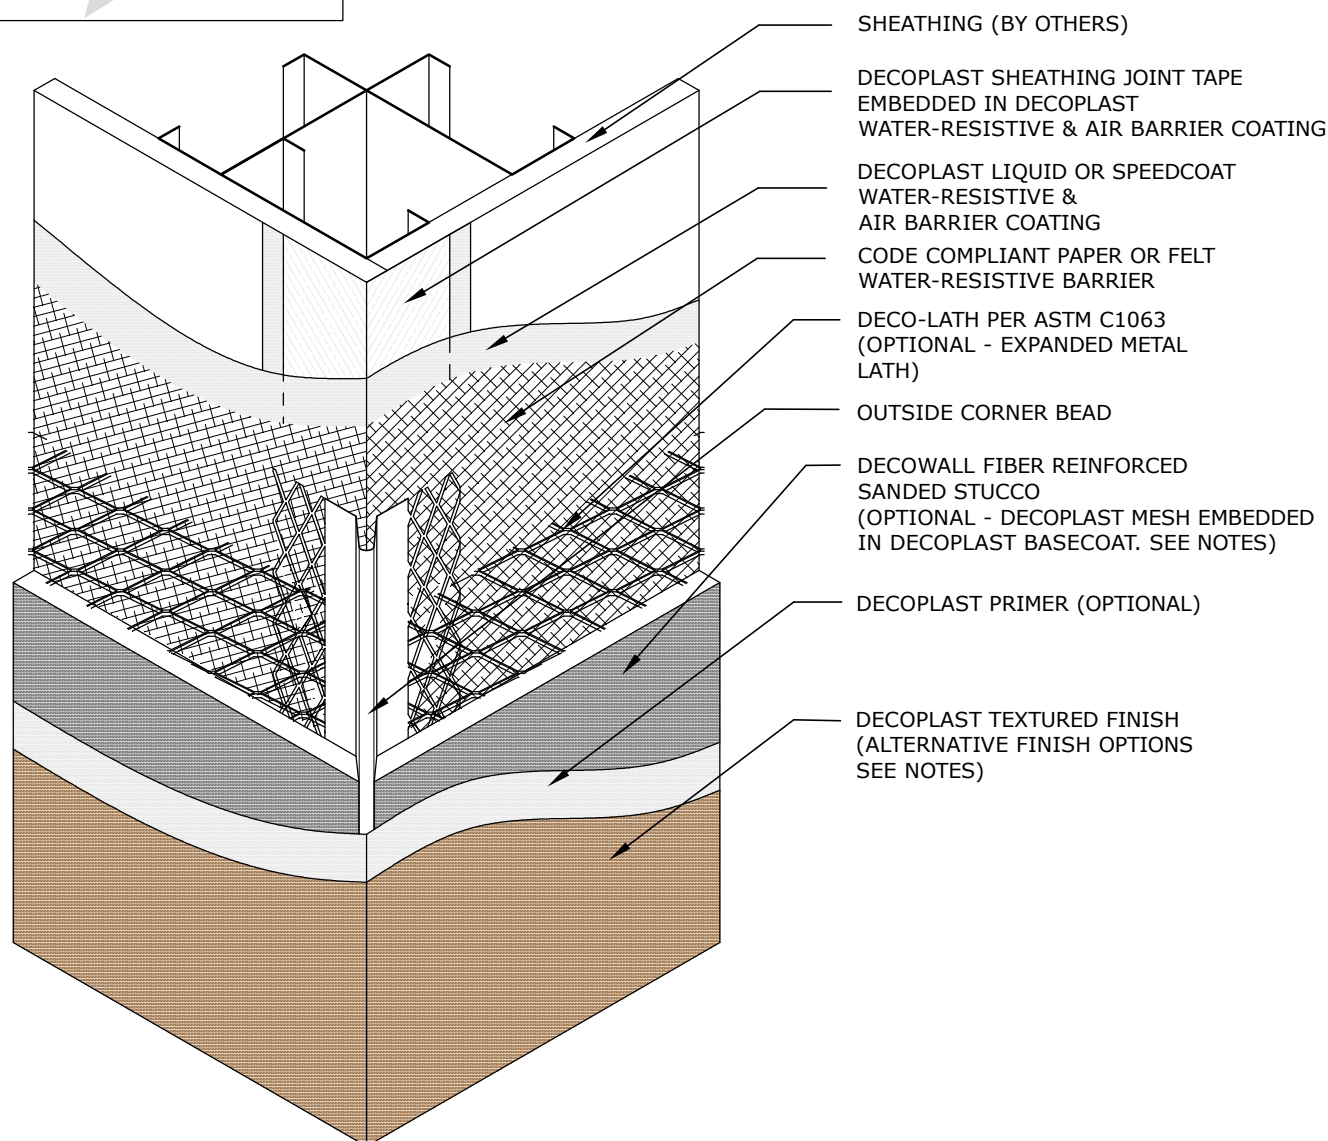 SHEATHING (BY OTHERS)
DECOPLAST SHEATHING JOINT TAPE
EMBEDDED IN DECOPLAST
WATER-RESISTIVE & AIR BARRIER COATING
DECOPLAST LIQUID OR SPEEDCOAT
WATER-RESISTIVE &
AIR BARRIER COATING
CODE COMPLIANT PAPER OR FELT
WATER-RESISTIVE BARRIER
DECO-LATH PER ASTM C1063
(OPTIONAL - EXPANDED METAL
LATH)
OUTSIDE CORNER BEAD
DECOWALL FIBER REINFORCED
SANDED STUCCO
(OPTIONAL - DECOPLAST MESH EMBEDDED
IN DECOPLAST BASECOAT. SEE NOTES)
DECOPLAST PRIMER (OPTIONAL)
DECOPLAST TEXTURED FINISH
(ALTERNATIVE FINISH OPTIONS
SEE NOTES)